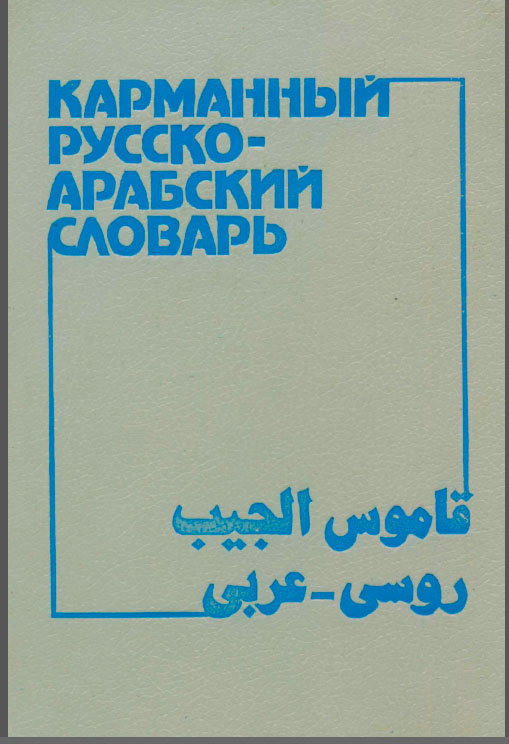 КАРМАННЫЙ
РУССКО-
АРАБСКИЙ
СЛОВАРЬ
قاموس الجيب
روسى - عربى